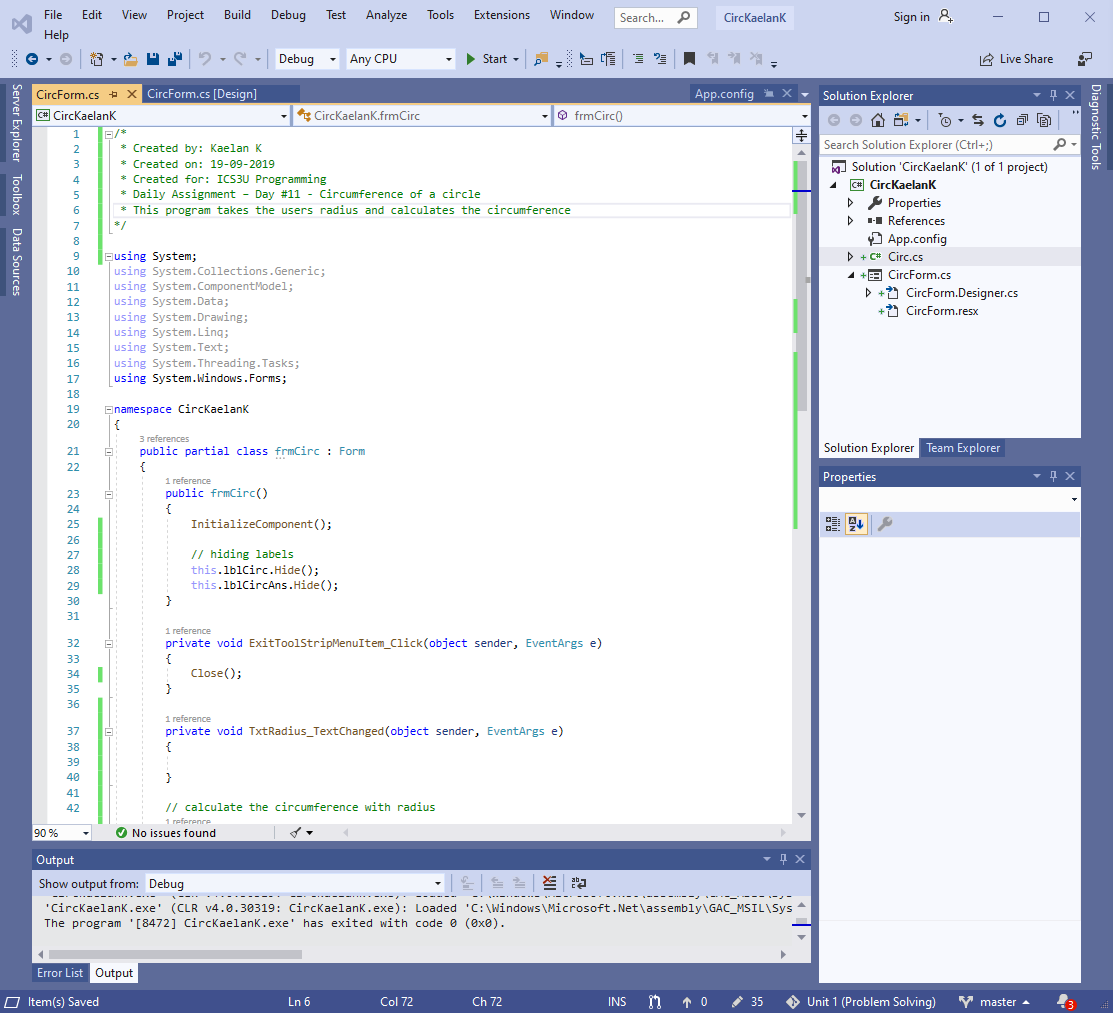 File Edit View Project Build Debug Test Analyze Tools Extensions Window Search... CircKaelanK Sign in
Help
Debug Any CPU Start Live Share
Server Explorer
Toolbox
Data Sources
CircForm.cs CircForm.cs [Design] App.config
CircKaelanK CircKaelanK.frmCirc frmCirc()
1 /*
2 * Created by: Kaelan K
3 * Created on: 19-09-2019
4 * Created for: ICS3U Programming
5 * Daily Assignment – Day #11 - Circumference of a circle
6 * This program takes the users radius and calculates the circumference
7 */
8
9 using System;
10 using System.Collections.Generic;
11 using System.ComponentModel;
12 using System.Data;
13 using System.Drawing;
14 using System.Linq;
15 using System.Text;
16 using System.Threading.Tasks;
17 using System.Windows.Forms;
18
19 namespace CircKaelanK
20 {
3 references
21 public partial class frmCirc : Form
22 {
1 reference
23 public frmCirc()
24 {
25 InitializeComponent();
26
27 // hiding labels
28 this.lblCirc.Hide();
29 this.lblCircAns.Hide();
30 }
31
1 reference
32 private void ExitToolStripMenuItem_Click(object sender, EventArgs e)
33 {
34 Close();
35 }
36
1 reference
37 private void TxtRadius_TextChanged(object sender, EventArgs e)
38 {
39
40 }
41
42 // calculate the circumference with radius
1 reference
90 % No issues found
Output
Show output from: Debug
'CircKaelanK.exe' (CLR v4.0.30319: CircKaelanK.exe): Loaded 'C:\Windows\Microsoft.Net\assembly\GAC_MSIL\Sys
The program '[8472] CircKaelanK.exe' has exited with code 0 (0x0).
Error List Output
Solution Explorer
Search Solution Explorer (Ctrl+;)
Solution 'CircKaelanK' (1 of 1 project)
CircKaelanK
Properties
References
App.config
Circ.cs
CircForm.cs
CircForm.Designer.cs
CircForm.resx
Solution Explorer Team Explorer
Properties
Diagnostic Tools
Item(s) Saved Ln 6 Col 72 Ch 72 INS 0 35 Unit 1 (Problem Solving) master 3